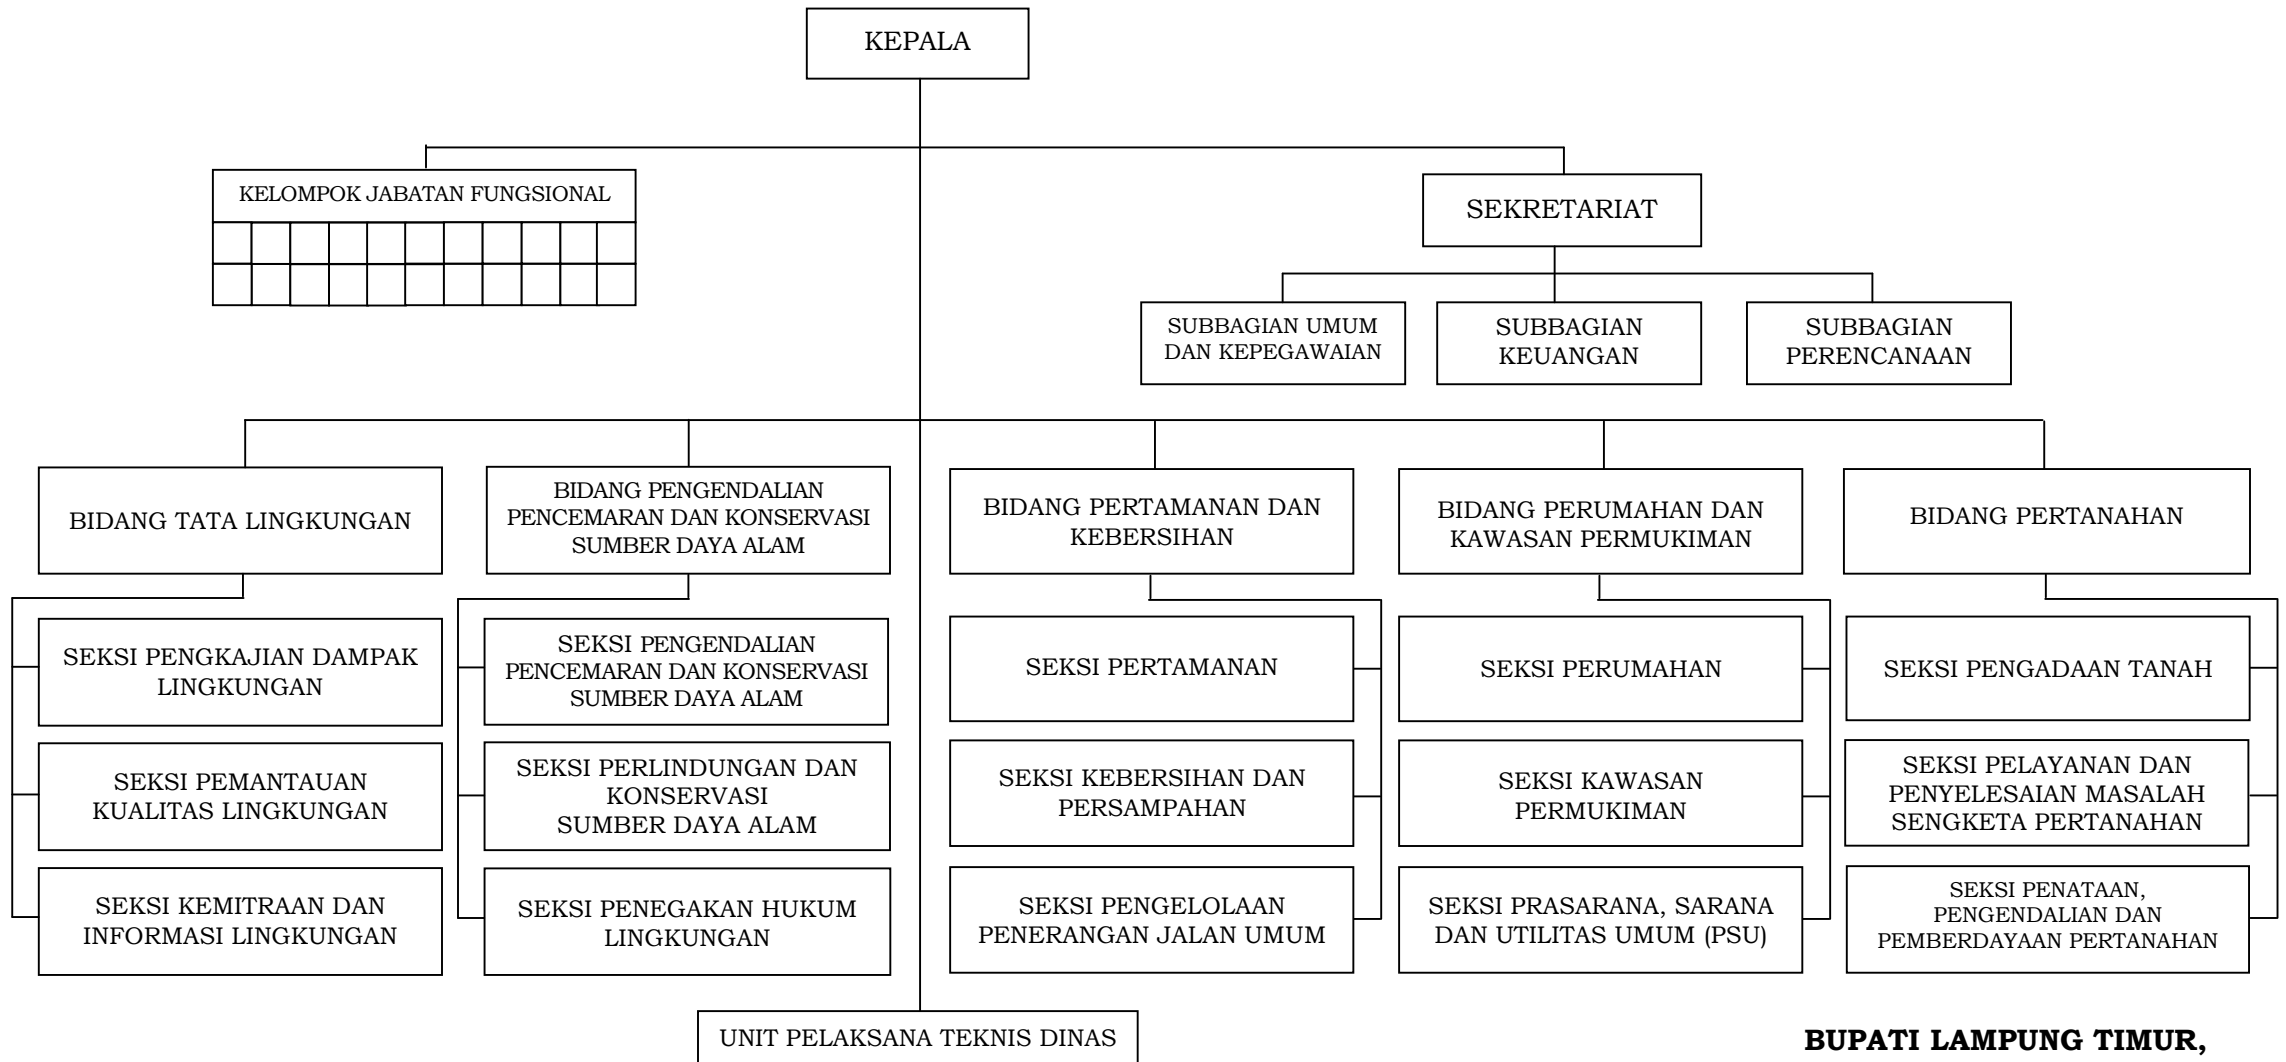 KEPALA
KELOMPOK JABATAN FUNGSIONAL
SEKRETARIAT
SUBBAGIAN UMUM
DAN KEPEGAWAIAN
SUBBAGIAN
KEUANGAN
SUBBAGIAN
PERENCANAAN
BIDANG TATA LINGKUNGAN
BIDANG PENGENDALIAN
PENCEMARAN DAN KONSERVASI
SUMBER DAYA ALAM
BIDANG PERTAMANAN DAN
KEBERSIHAN
BIDANG PERUMAHAN DAN
KAWASAN PERMUKIMAN
BIDANG PERTANAHAN
SEKSI PENGKAJIAN DAMPAK
LINGKUNGAN
SEKSI PENGENDALIAN
PENCEMARAN DAN KONSERVASI
SUMBER DAYA ALAM
SEKSI PERTAMANAN
SEKSI PERUMAHAN
SEKSI PENGADAAN TANAH
SEKSI PEMANTAUAN
KUALITAS LINGKUNGAN
SEKSI PERLINDUNGAN DAN
KONSERVASI
SUMBER DAYA ALAM
SEKSI KEBERSIHAN DAN
PERSAMPAHAN
SEKSI KAWASAN
PERMUKIMAN
SEKSI PELAYANAN DAN
PENYELESAIAN MASALAH
SENGKETA PERTANAHAN
SEKSI KEMITRAAN DAN
INFORMASI LINGKUNGAN
SEKSI PENEGAKAN HUKUM
LINGKUNGAN
SEKSI PENGELOLAAN
PENERANGAN JALAN UMUM
SEKSI PRASARANA, SARANA
DAN UTILITAS UMUM (PSU)
SEKSI PENATAAN,
PENGENDALIAN DAN
PEMBERDAYAAN PERTANAHAN
UNIT PELAKSANA TEKNIS DINAS
BUPATI LAMPUNG TIMUR,